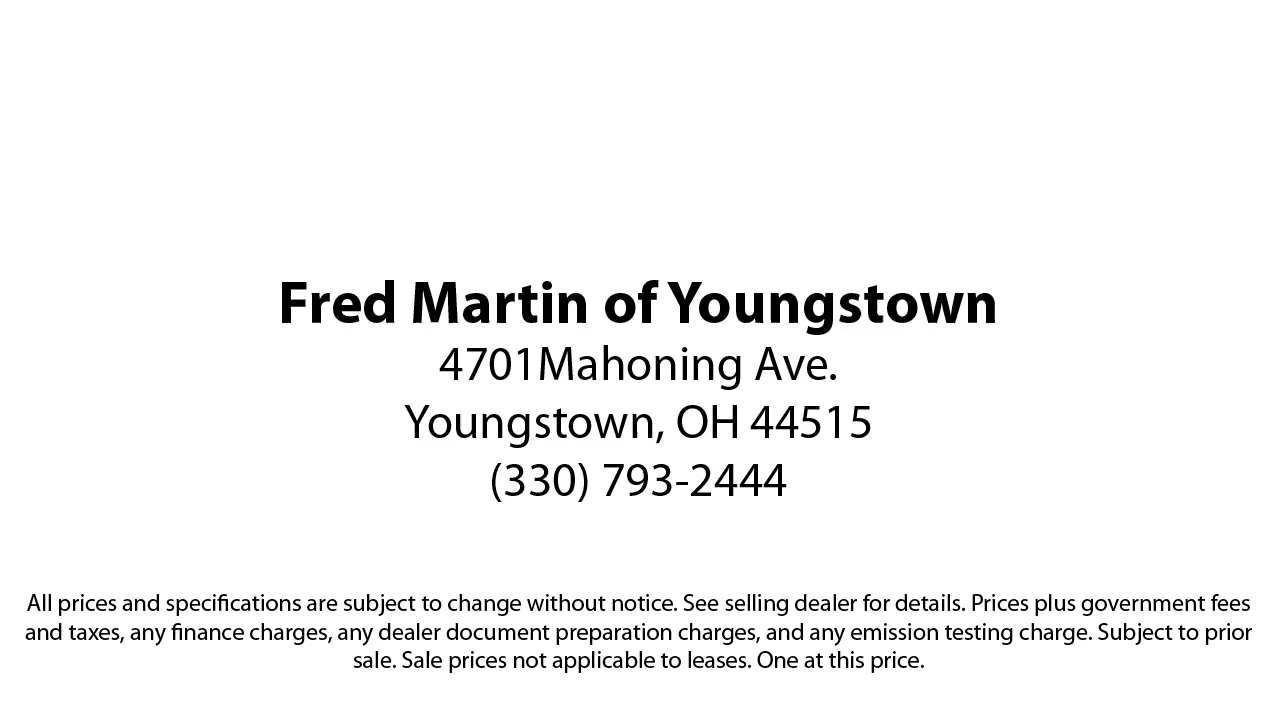 Fred Martin of Youngstown
4701Mahoning Ave.
Youngstown, OH 44515
(330) 793-2444
All prices and specifications are subject to change without notice. See selling dealer for details. Prices plus government fees
and taxes, any finance charges, any dealer document preparation charges, and any emission testing charge. Subject to prior
sale. Sale prices not applicable to leases. One at this price.